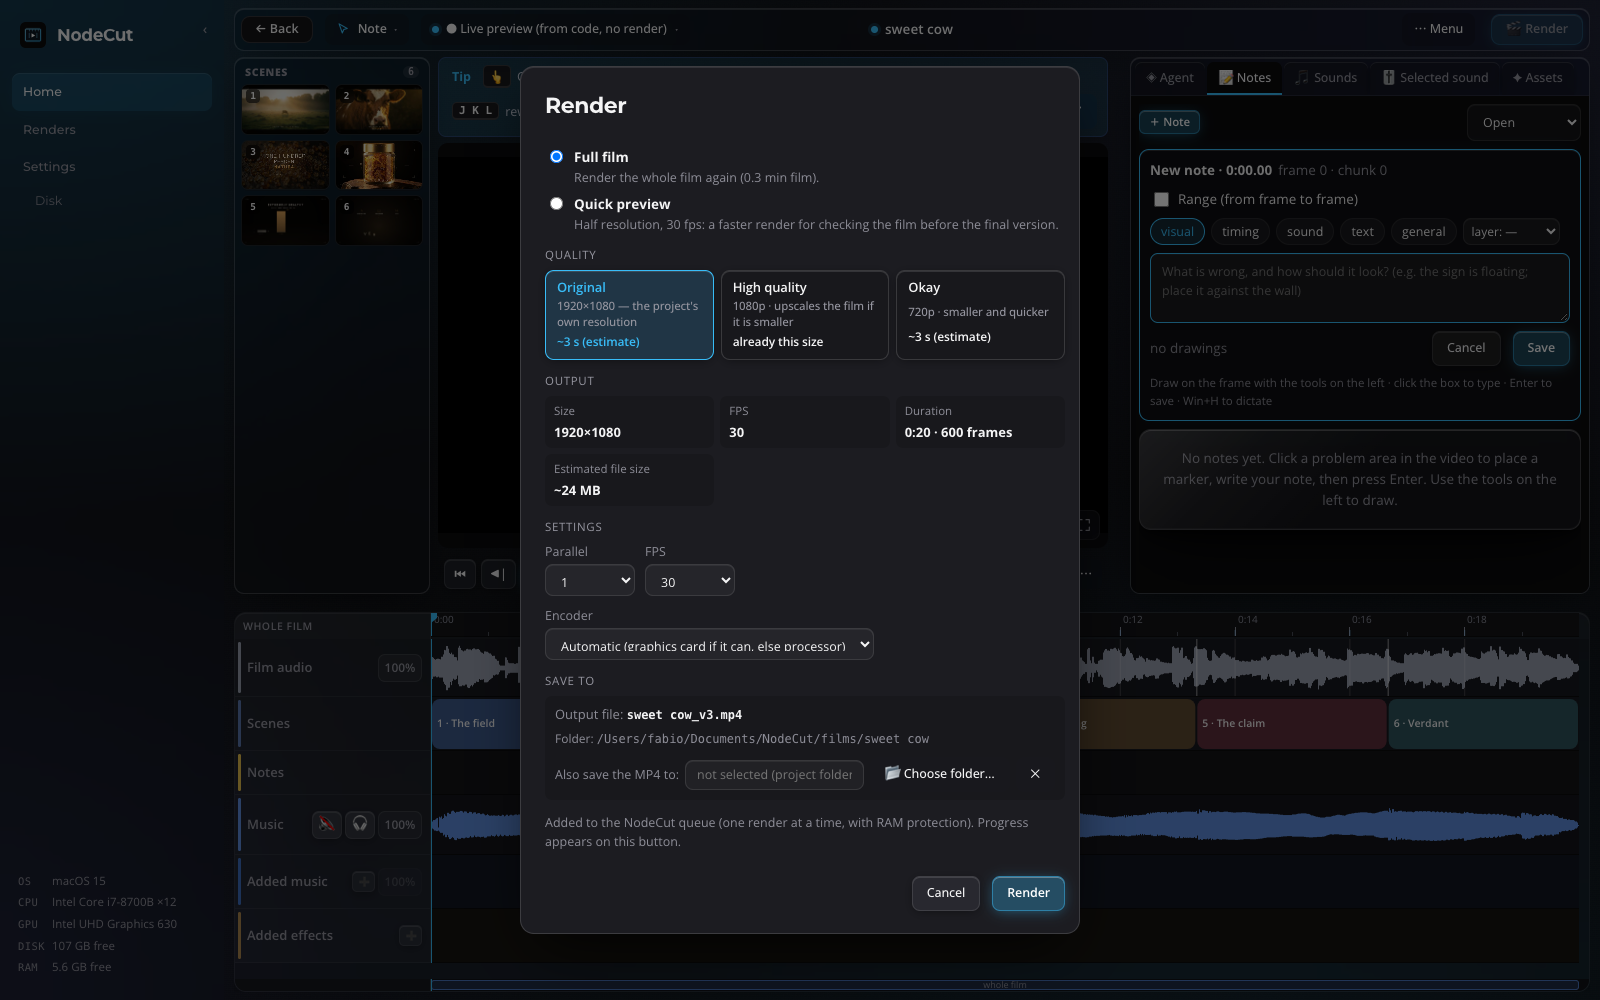 NodeCut
‹
Home
Renders
Settings
Disk
OS macOS 15
CPU Intel Core i7-8700B ×12
GPU Intel UHD Graphics 630
DISK 107 GB free
RAM 5.6 GB free
← Back
Note
Live preview (from code, no render)
sweet cow
··· Menu
Render
SCENES 6
1
2
3
4
5
6
Tip
J K L
Render
Full film
Render the whole film again (0.3 min film).
Quick preview
Half resolution, 30 fps: a faster render for checking the film before the final version.
QUALITY
Original
1920×1080 — the project's
own resolution
~3 s (estimate)
High quality
1080p · upscales the film if
it is smaller
already this size
Okay
720p · smaller and quicker
~3 s (estimate)
OUTPUT
Size
1920×1080
FPS
30
Duration
0:20 · 600 frames
Estimated file size
~24 MB
SETTINGS
Parallel
1
FPS
30
Encoder
Automatic (graphics card if it can, else processor)
SAVE TO
Output file: sweet cow_v3.mp4
Folder: /Users/fabio/Documents/NodeCut/films/sweet cow
Also save the MP4 to: not selected (project folder
Choose folder...
×
Added to the NodeCut queue (one render at a time, with RAM protection). Progress
appears on this button.
Cancel
Render
Agent
Notes
Sounds
Selected sound
Assets
+ Note
Open
New note · 0:00.00 frame 0 · chunk 0
Range (from frame to frame)
visual
timing
sound
text
general
layer: —
What is wrong, and how should it look? (e.g. the sign is floating;
place it against the wall)
no drawings
Cancel
Save
Draw on the frame with the tools on the left · click the box to type · Enter to
save · Win+H to dictate
No notes yet. Click a problem area in the video to place a
marker, write your note, then press Enter. Use the tools on the
left to draw.
WHOLE FILM
0:00
0:12
0:14
0:16
0:18
Film audio 100%
Scenes
1 · The field
5 · The claim
6 · Verdant
Notes
Music 100%
Added music + 100%
Added effects +
whole film